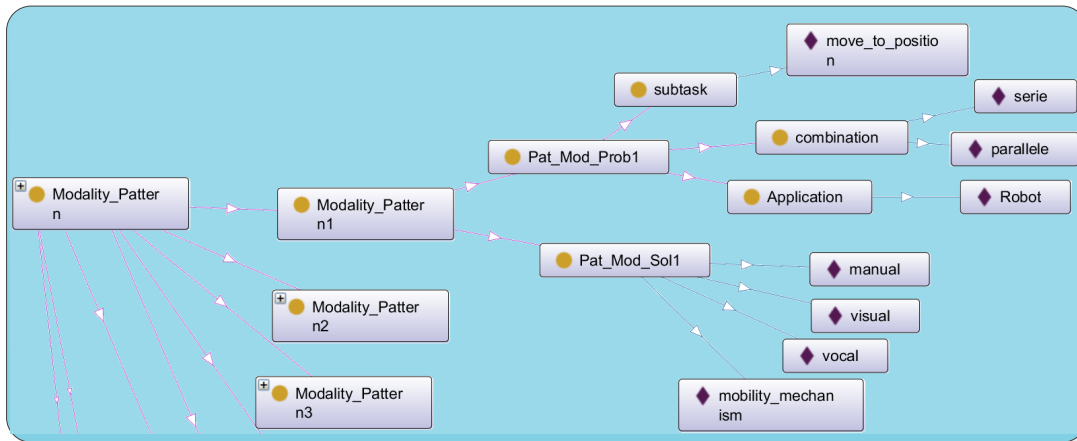 move_to_positio
n
subtask
serie
combination
Pat_Mod_Prob1
parallele
Modality_Patter
n
Modality_Patter
n1
Application
Robot
Pat_Mod_Sol1
manual
Modality_Patter
n2
visual
vocal
Modality_Patter
n3
mobility_mechan
ism